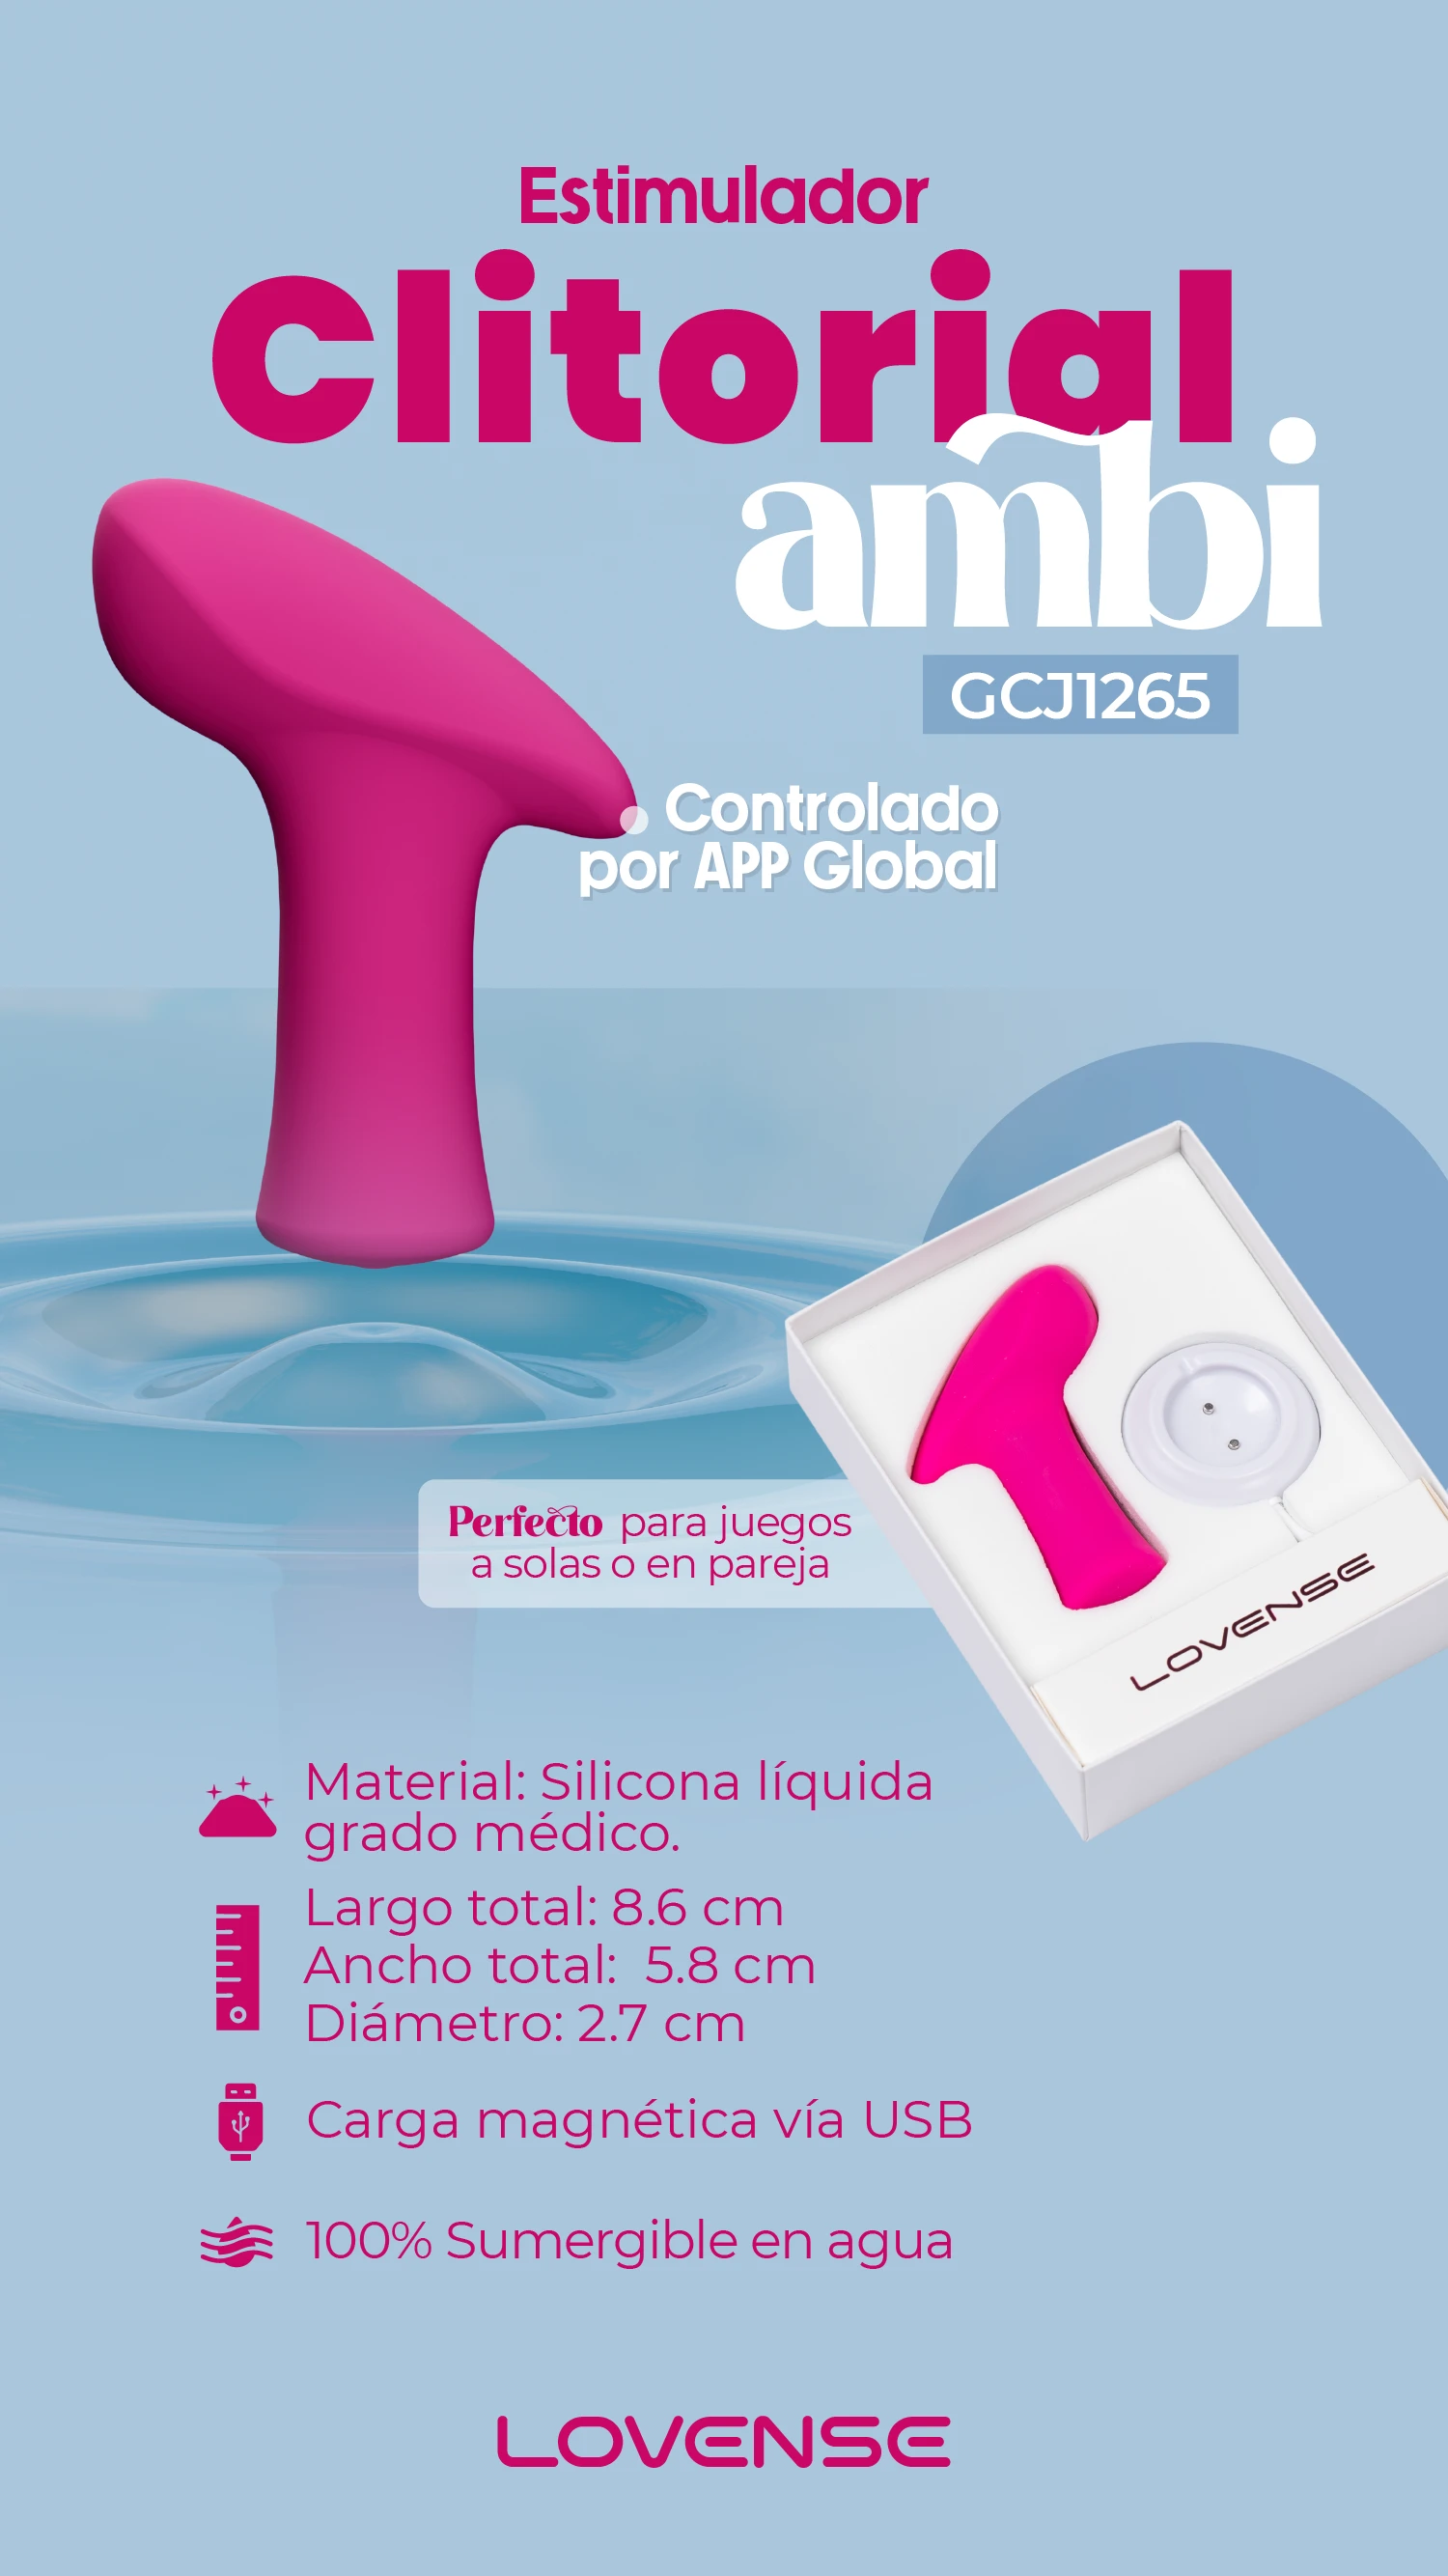 Estimulador
Clitorial
ambi
GCJ1265
Controlado
por APP Global
Perfecto para juegos
a solas o en pareja
LOVENSE
Material: Silicona líquida
grado médico.
Largo total: 8.6 cm
Ancho total: 5.8 cm
Diámetro: 2.7 cm
Carga magnética vía USB
100% Sumergible en agua
LOVENSE